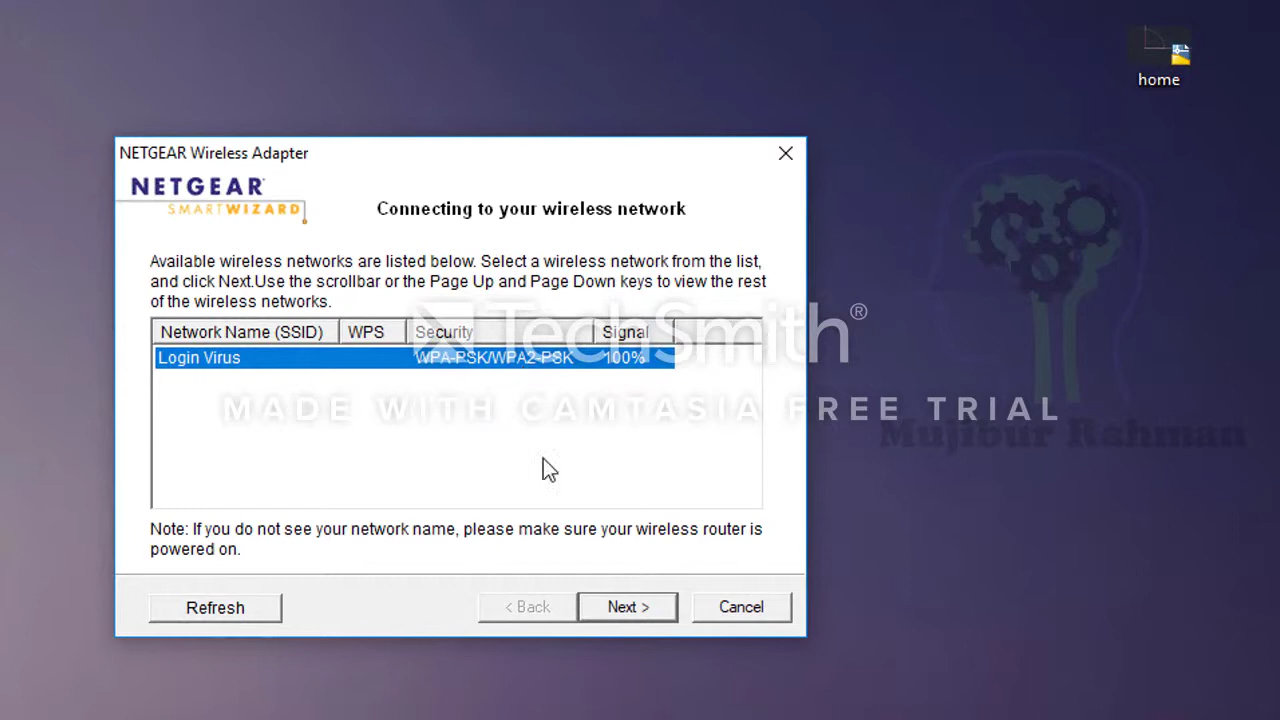 home
NETGEAR Wireless Adapter
NETGEAR
SMARTWIZARD
Connecting to your wireless network
Available wireless networks are listed below. Select a wireless network from the list,
and click Next.Use the scrollbar or the Page Up and Page Down keys to view the rest
of the wireless networks.
Network Name (SSID) WPS Security Signal
Login Virus WPA-PSK/WPA2-PSK 100%
TechSmith®
MADE WITH CAMTASIA FREE TRIAL
Mujibur Rahman
Note: If you do not see your network name, please make sure your wireless router is
powered on.
Refresh < Back Next > Cancel